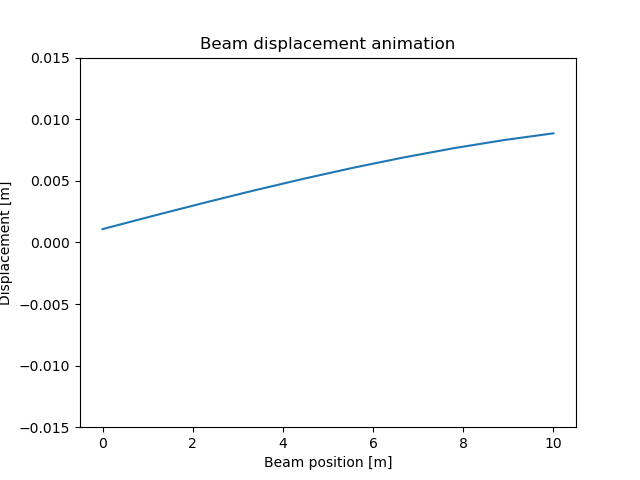 Beam displacement animation
0.015
0.010
0.005
0.000
−0.005
−0.010
−0.015
Displacement [m]
0 2 4 6 8 10
Beam position [m]